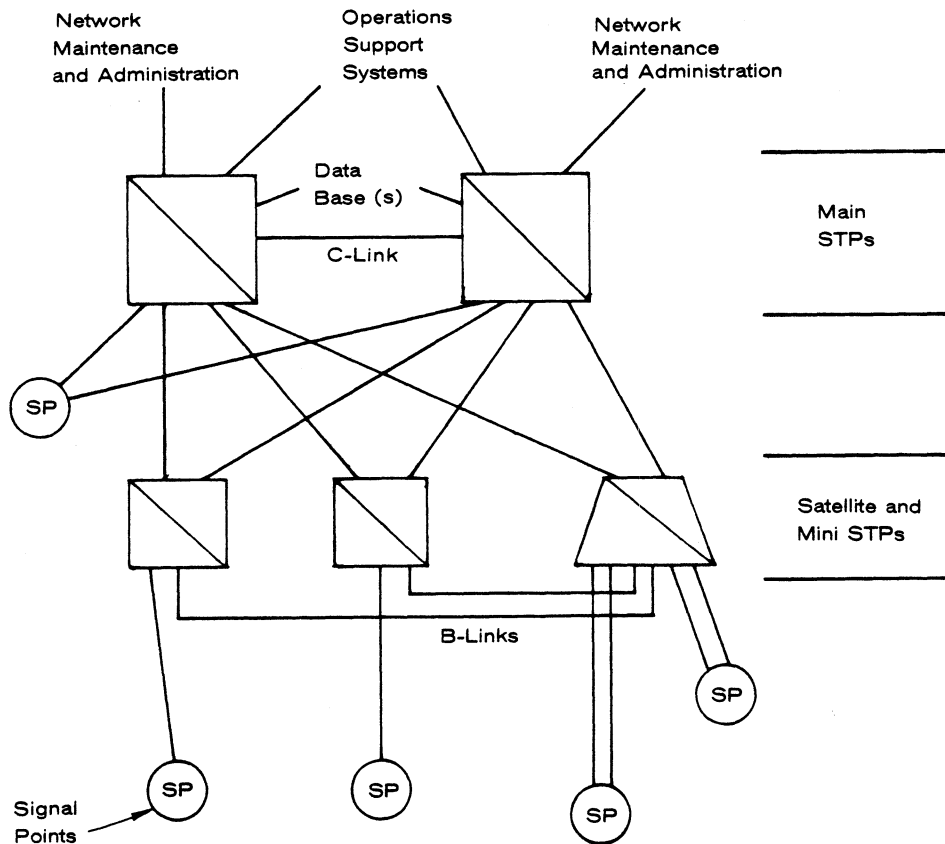 Network
Maintenance
and Administration
Operations
Support
Systems
Network
Maintenance
and Administration
Data
Base (s)
C-Link
Main
STPs
SP
Satellite and
Mini STPs
B-Links
SP
SP
SP
SP
Signal
Points